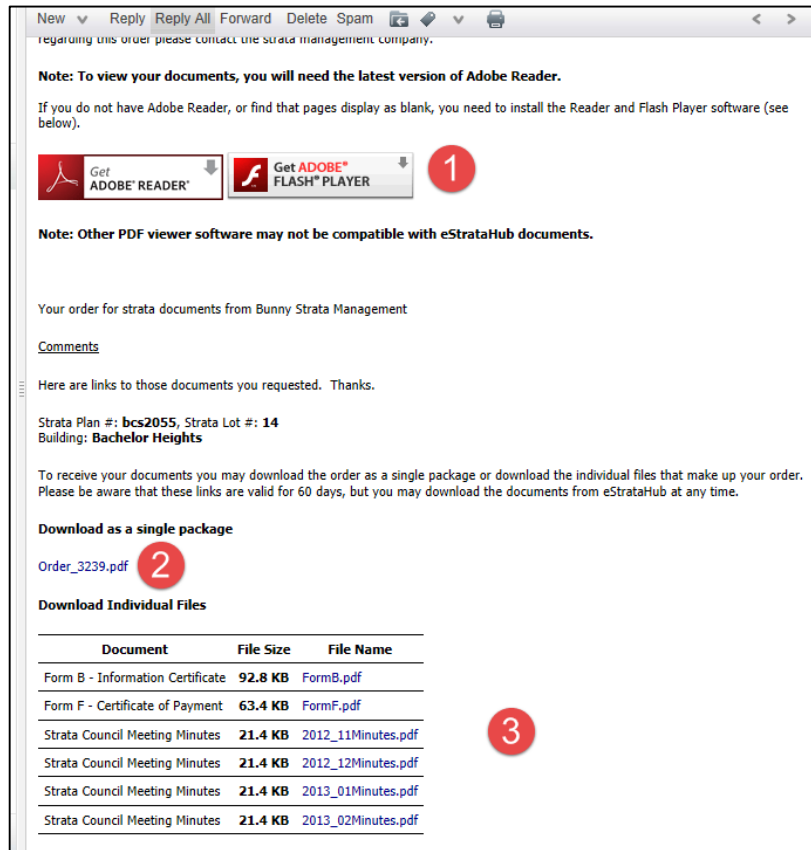 New Reply Reply All Forward Delete Spam
regarding this order please contact the strata management company.
Note: To view your documents, you will need the latest version of Adobe Reader.
If you do not have Adobe Reader, or find that pages display as blank, you need to install the Reader and Flash Player software (see
below).
Get
ADOBE® READER®
Get ADOBE®
FLASH® PLAYER
1
Note: Other PDF viewer software may not be compatible with eStrataHub documents.
Your order for strata documents from Bunny Strata Management
Comments
Here are links to those documents you requested. Thanks.
Strata Plan #: bcs2055, Strata Lot #: 14
Building: Bachelor Heights
To receive your documents you may download the order as a single package or download the individual files that make up your order.
Please be aware that these links are valid for 60 days, but you may download the documents from eStrataHub at any time.
Download as a single package
Order_3239.pdf 2
Download Individual Files
Document File Size File Name
Form B - Information Certificate 92.8 KB FormB.pdf
Form F - Certificate of Payment 63.4 KB FormF.pdf
Strata Council Meeting Minutes 21.4 KB 2012_11Minutes.pdf
3
Strata Council Meeting Minutes 21.4 KB 2012_12Minutes.pdf
Strata Council Meeting Minutes 21.4 KB 2013_01Minutes.pdf
Strata Council Meeting Minutes 21.4 KB 2013_02Minutes.pdf